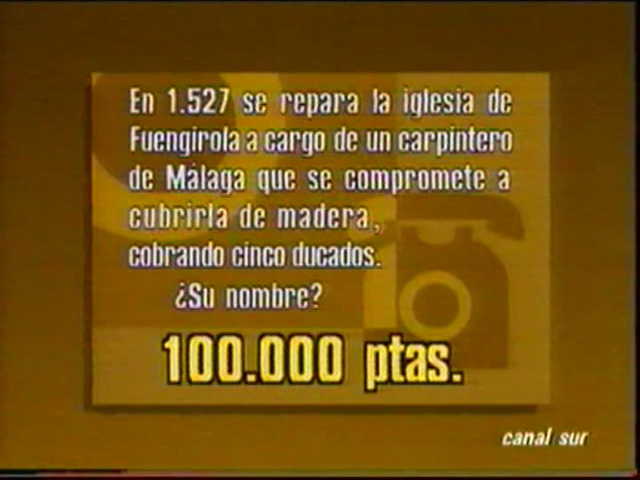 En 1.527 se repara la iglesia de
Fuengirola a cargo de un carpintero
de Málaga que se compromete a
cubrirla de madera,
cobrando cinco ducados.
¿Su nombre?
100.000 ptas.
canal sur